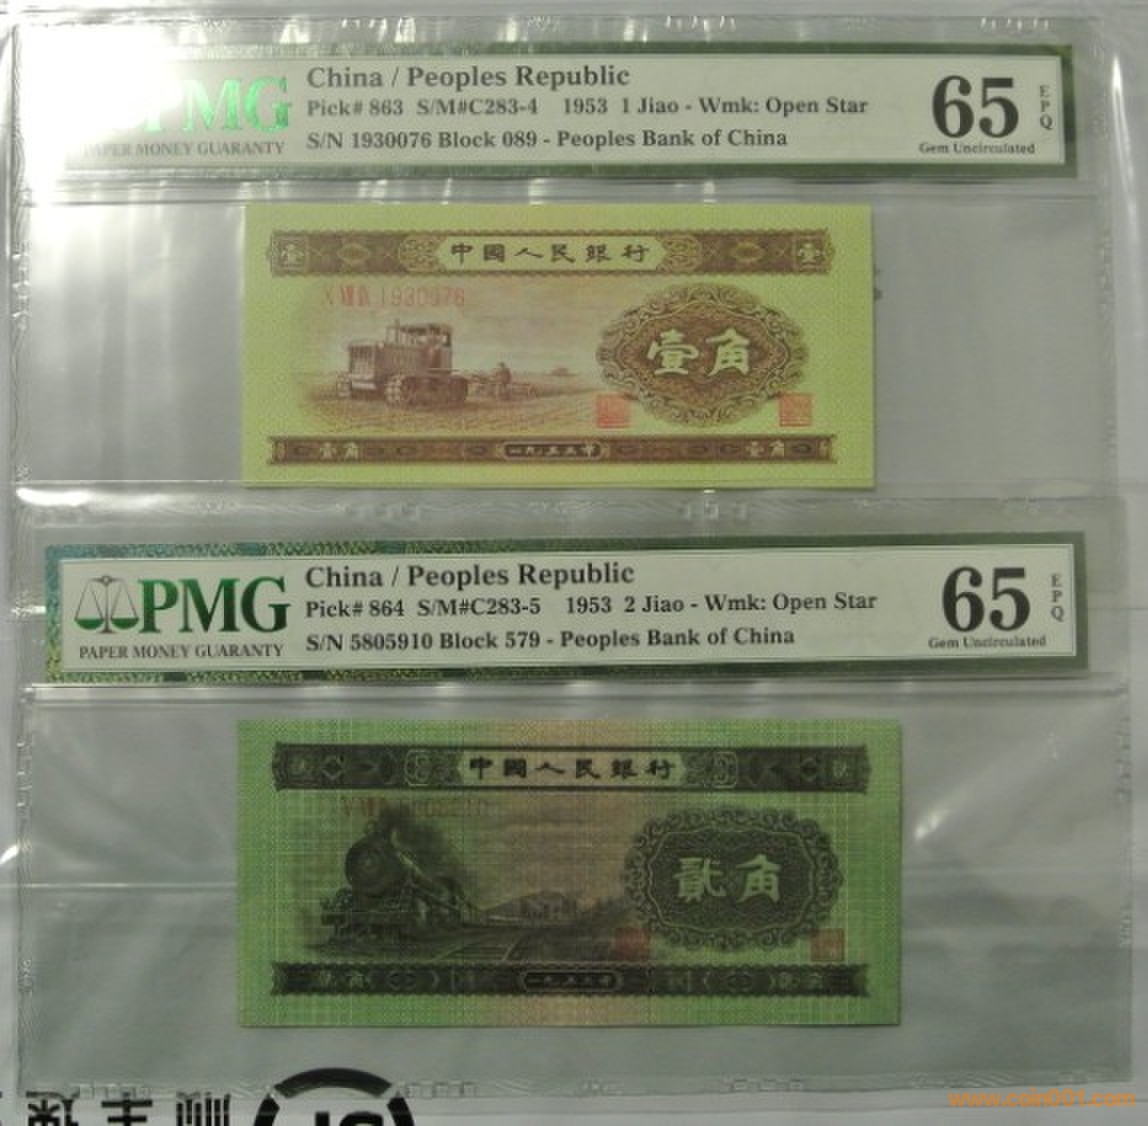 China / Peoples Republic
PMG
Pick# 863 S/M#C283-4 1953 1 Jiao - Wmk: Open Star
65
EPQ
PAPER MONEY GUARANTY
S/N 1930076 Block 089 - Peoples Bank of China
Gem Uncirculated
壹 中國人民銀行 壹
1930076
壹角
壹角 一九五三年 壹角
China / Peoples Republic
PMG
Pick# 864 S/M#C283-5 1953 2 Jiao - Wmk: Open Star
65
EPQ
PAPER MONEY GUARANTY
S/N 5805910 Block 579 - Peoples Bank of China
Gem Uncirculated
中國人民銀行
貳角
一九五三年
www.coin001.com